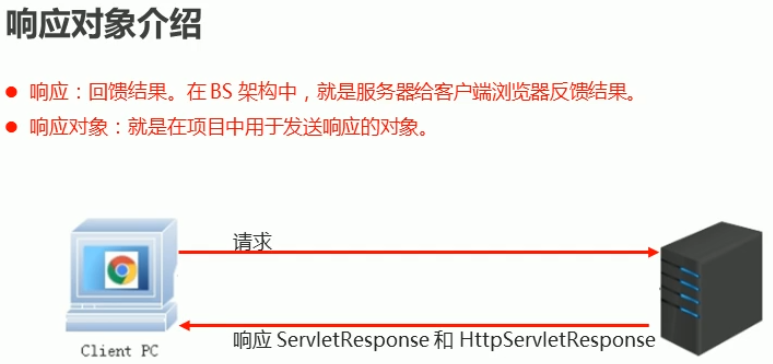 响应对象介绍
响应：回馈结果。在 BS 架构中，就是服务器给客户端浏览器反馈结果。
响应对象：就是在项目中用于发送响应的对象。
请求
响应 ServletResponse 和 HttpServletResponse
Client PC